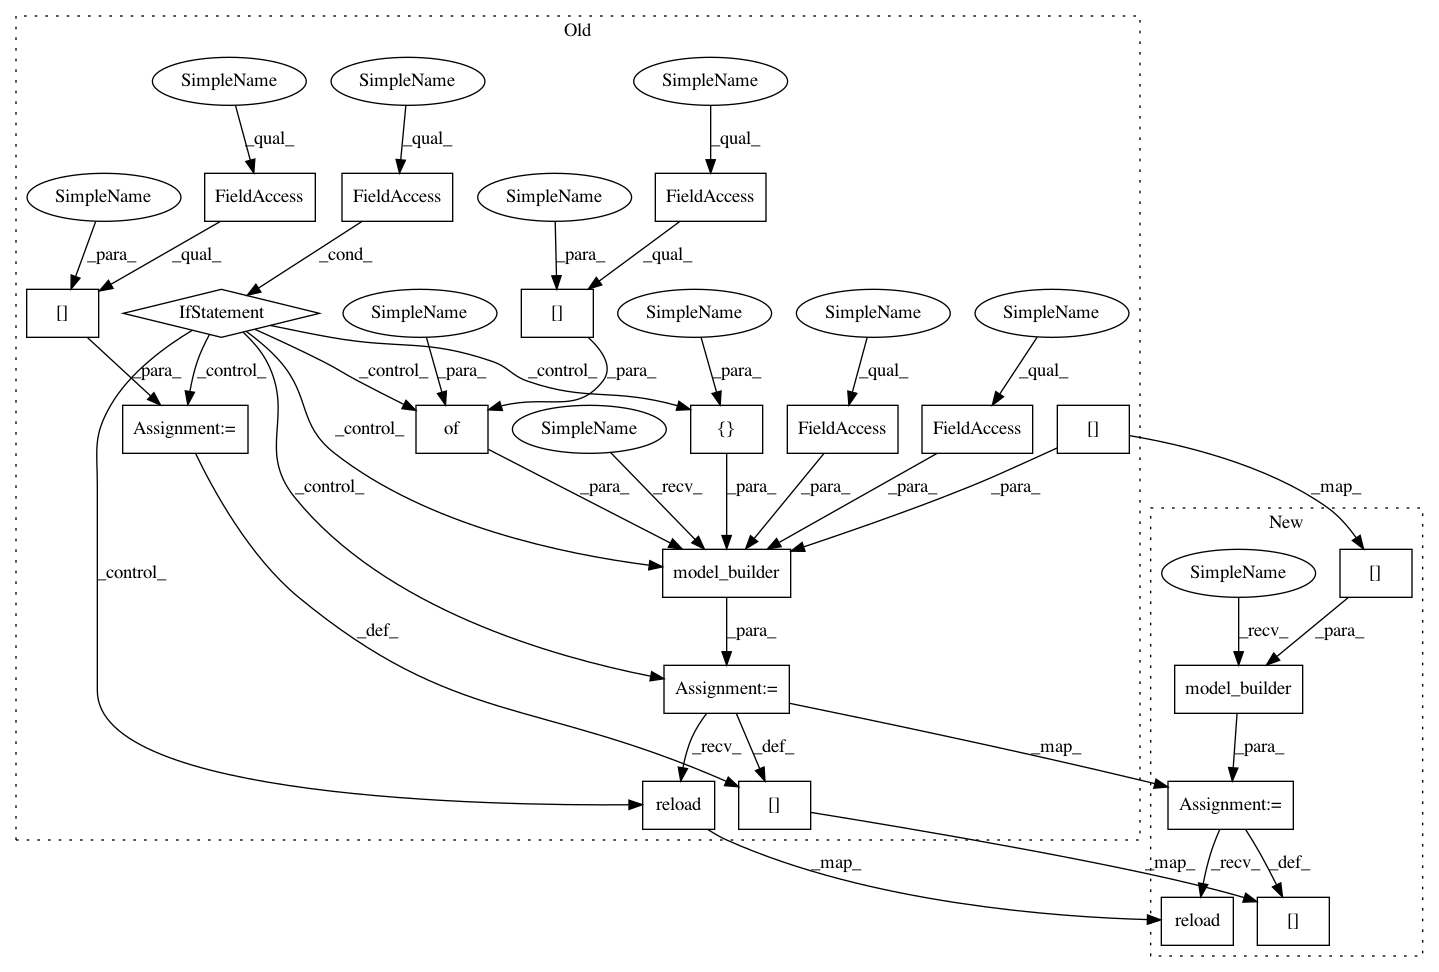 Old
SimpleName
SimpleName
SimpleName
_qual_
_qual_
_qual_
SimpleName
FieldAccess
FieldAccess
SimpleName
FieldAccess
_para_
_qual_
_cond_
_para_
_qual_
[]
IfStatement
SimpleName
[]
SimpleName
SimpleName
SimpleName
_para_
_control_
_control_
_para_
_para_
_control_
_para_
_qual_
_qual_
Assignment:=
of
SimpleName
{}
FieldAccess
FieldAccess
[]
_control_
_control_
_para_
_recv_
_para_
_para_
_para_
_para_
_map_
New
_control_
model_builder
SimpleName
[]
_def_
_para_
_recv_
_para_
Assignment:=
model_builder
_recv_
_def_
_map_
_para_
reload
[]
Assignment:=
_map_
_map_
_recv_
_def_
reload
[]